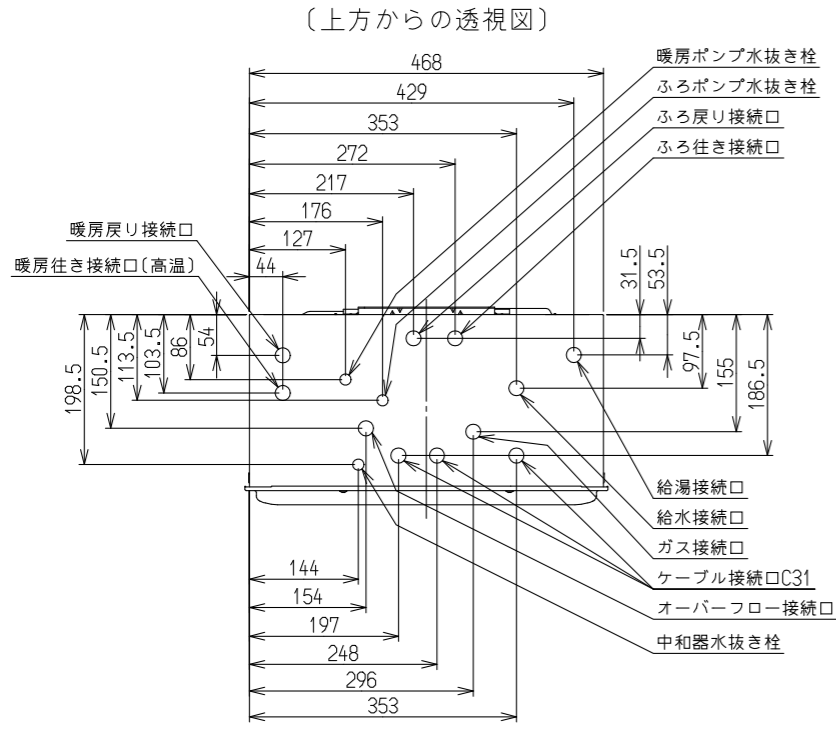 〔上方からの透視図〕
468
暖房ポンプ水抜き栓
429
ふろポンプ水抜き栓
353
ふろ戻り接続口
272
ふろ往き接続口
217
176
暖房戻り接続口
127
暖房往き接続口〔高温〕
44
31.5
53.5
54
86
103.5
113.5
150.5
198.5
97.5
155
186.5
給湯接続口
給水接続口
ガス接続口
144
ケーブル接続口C31
154
オーバーフロー接続口
197
中和器水抜き栓
248
296
353